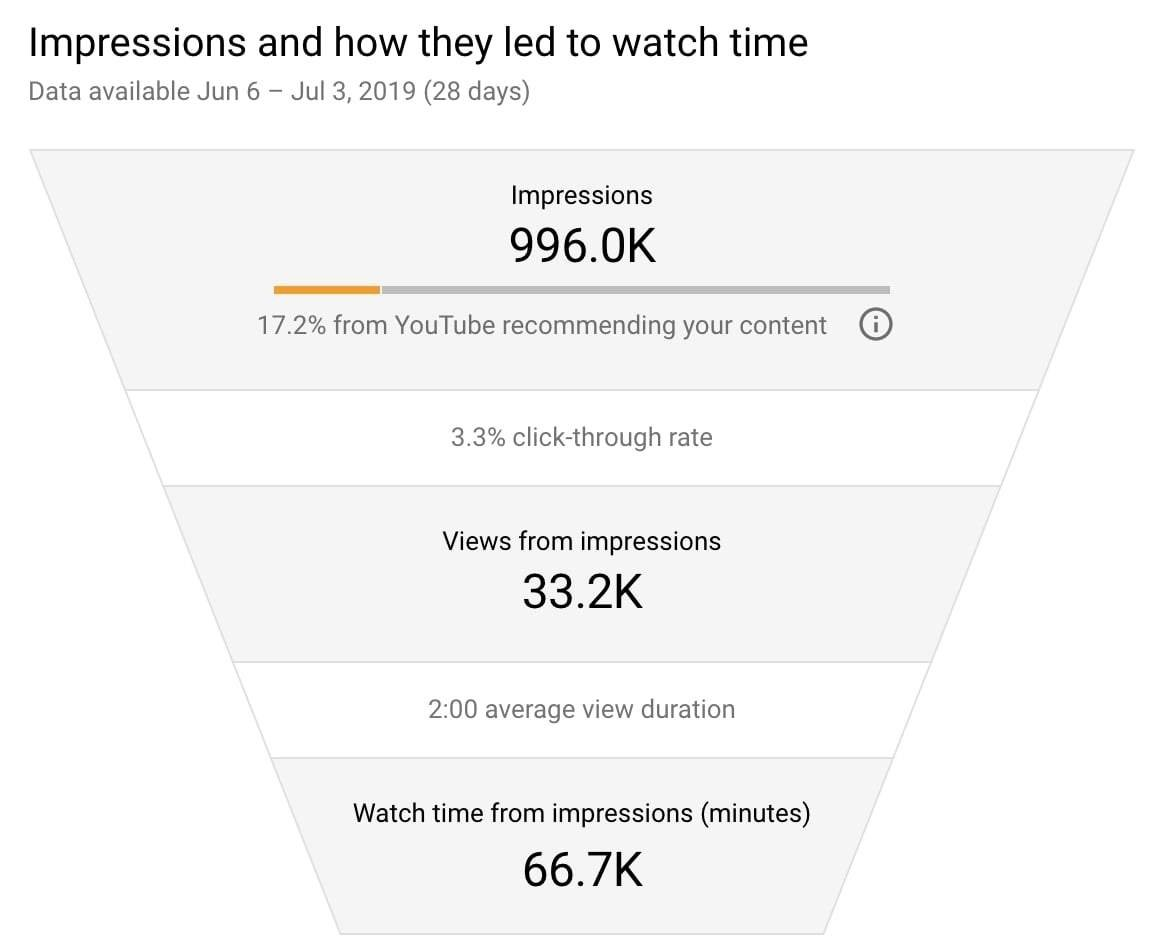 Impressions and how they led to watch time
Data available Jun 6 – Jul 3, 2019 (28 days)
Impressions
996.0K
17.2% from YouTube recommending your content
3.3% click-through rate
Views from impressions
33.2K
2:00 average view duration
Watch time from impressions (minutes)
66.7K